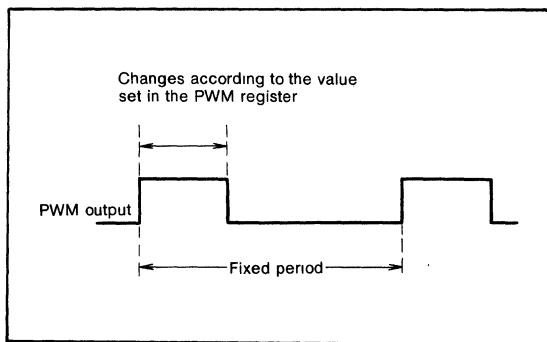 Changes according to the value
set in the PWM register
PWM output
Fixed period